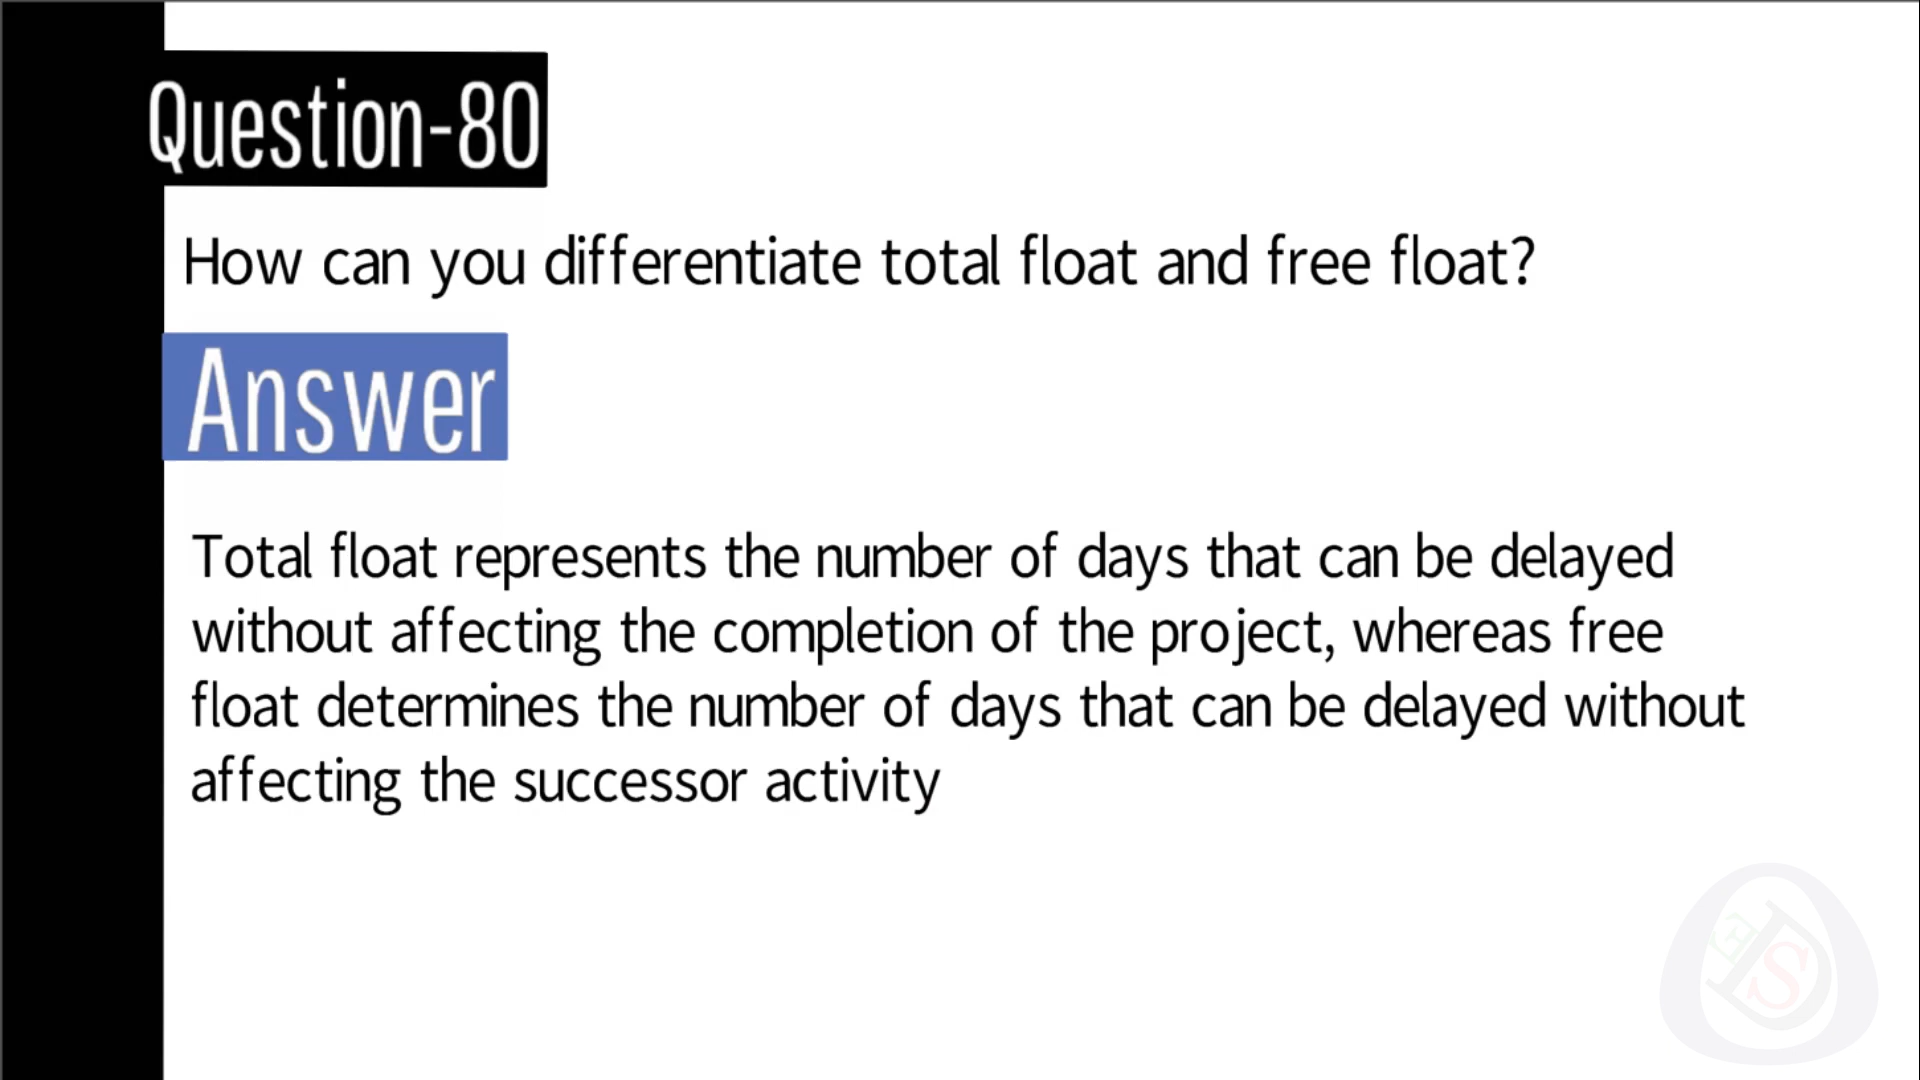 Question-80
How can you differentiate total float and free float?
Answer
Total float represents the number of days that can be delayed
without affecting the completion of the project, whereas free
float determines the number of days that can be delayed without
affecting the successor activity